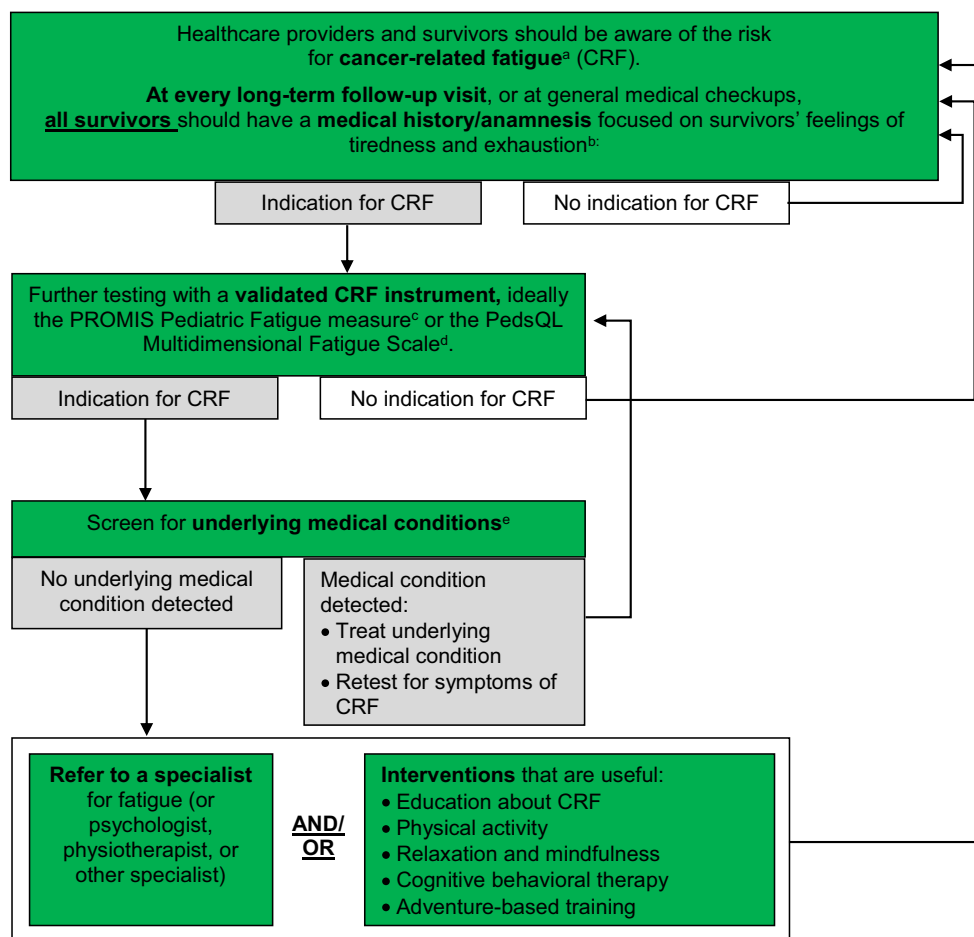 Healthcare providers and survivors should be aware of the risk
for cancer-related fatigueᵃ (CRF).
At every long-term follow-up visit, or at general medical checkups,
all survivors should have a medical history/anamnesis focused on survivors' feelings of
tiredness and exhaustionᵇ:
Indication for CRF
No indication for CRF
Further testing with a validated CRF instrument, ideally
the PROMIS Pediatric Fatigue measureᶜ or the PedsQL
Multidimensional Fatigue Scaleᵈ.
Indication for CRF
No indication for CRF
Screen for underlying medical conditionsᵉ
No underlying medical
condition detected
Medical condition
detected:
• Treat underlying
medical condition
• Retest for symptoms of
CRF
Refer to a specialist
for fatigue (or
psychologist,
physiotherapist, or
other specialist)
AND/
OR
Interventions that are useful:
• Education about CRF
• Physical activity
• Relaxation and mindfulness
• Cognitive behavioral therapy
• Adventure-based training